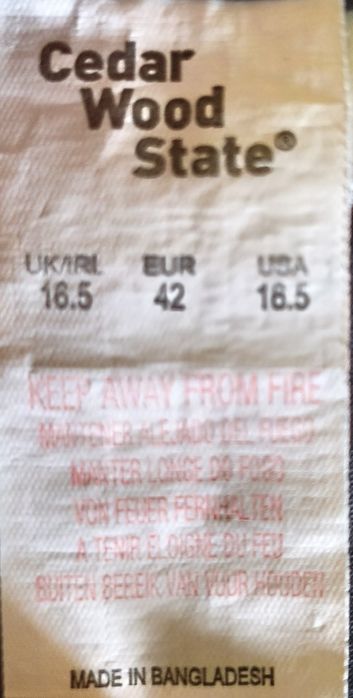 Cedar
Wood
State®
UK/IRL EUR USA
16.5 42 16.5
KEEP AWAY FROM FIRE
MANTENER ALEJADO DEL FUEGO
MANTER LONGE DO FOGO
VON FEUER FERNHALTEN
A TENIR ELOIGNE DU FEU
BUITEN BEREIK VAN VUUR HOUDEN
MADE IN BANGLADESH